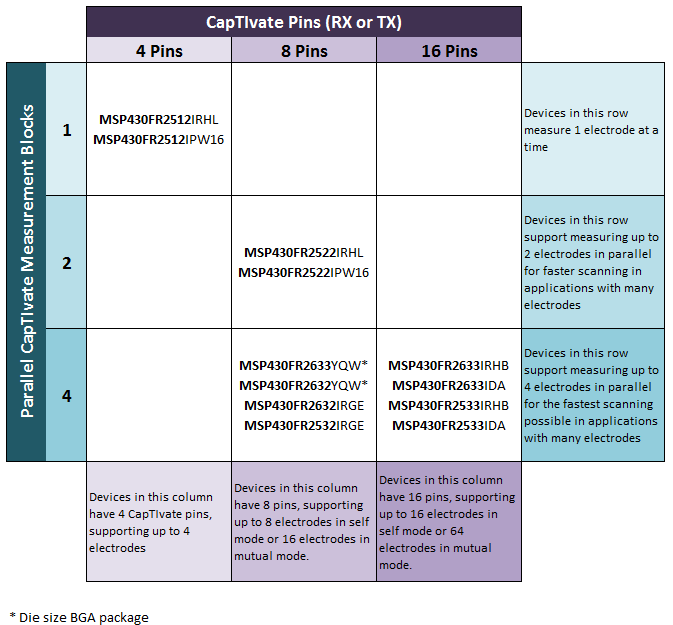 CapTIvate Pins (RX or TX)
4 Pins
8 Pins
16 Pins
Parallel CapTIvate Measurement Blocks
1
MSP430FR2512IRHL
MSP430FR2512IPW16
Devices in this row
measure 1 electrode at a
time
2
MSP430FR2522IRHL
MSP430FR2522IPW16
Devices in this row
support measuring up to
2 electrodes in parallel
for faster scanning in
applications with many
electrodes
4
MSP430FR2633YQW*
MSP430FR2632YQW*
MSP430FR2632IRGE
MSP430FR2532IRGE
MSP430FR2633IRHB
MSP430FR2633IDA
MSP430FR2533IRHB
MSP430FR2533IDA
Devices in this row
support measuring up to
4 electrodes in parallel
for the fastest scanning
possible in applications
with many electrodes
Devices in this column
have 4 CapTIvate pins,
supporting up to 4
electrodes
Devices in this column
have 8 pins, supporting
up to 8 electrodes in self
mode or 16 electrodes in
mutual mode.
Devices in this column
have 16 pins, supporting
up to 16 electrodes in
self mode or 64
electrodes in mutual
mode.
* Die size BGA package